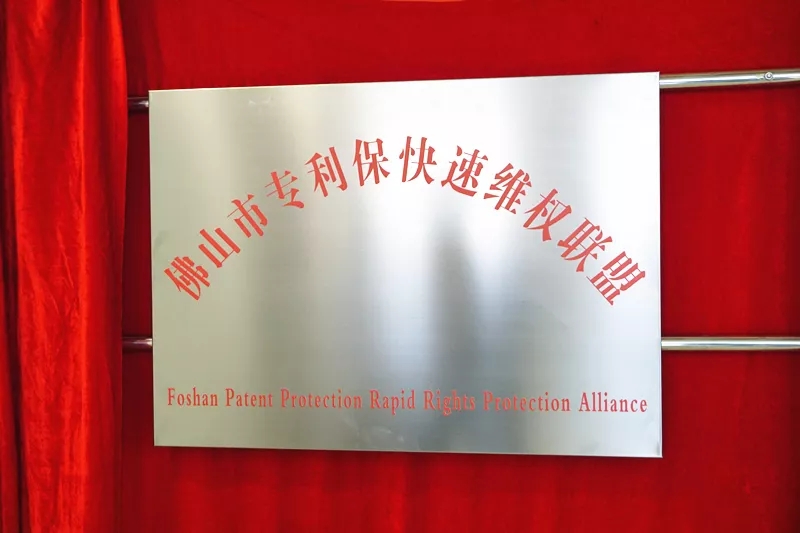 佛山市专利保快速维权联盟
Foshan Patent Protection Rapid Rights Protection Alliance